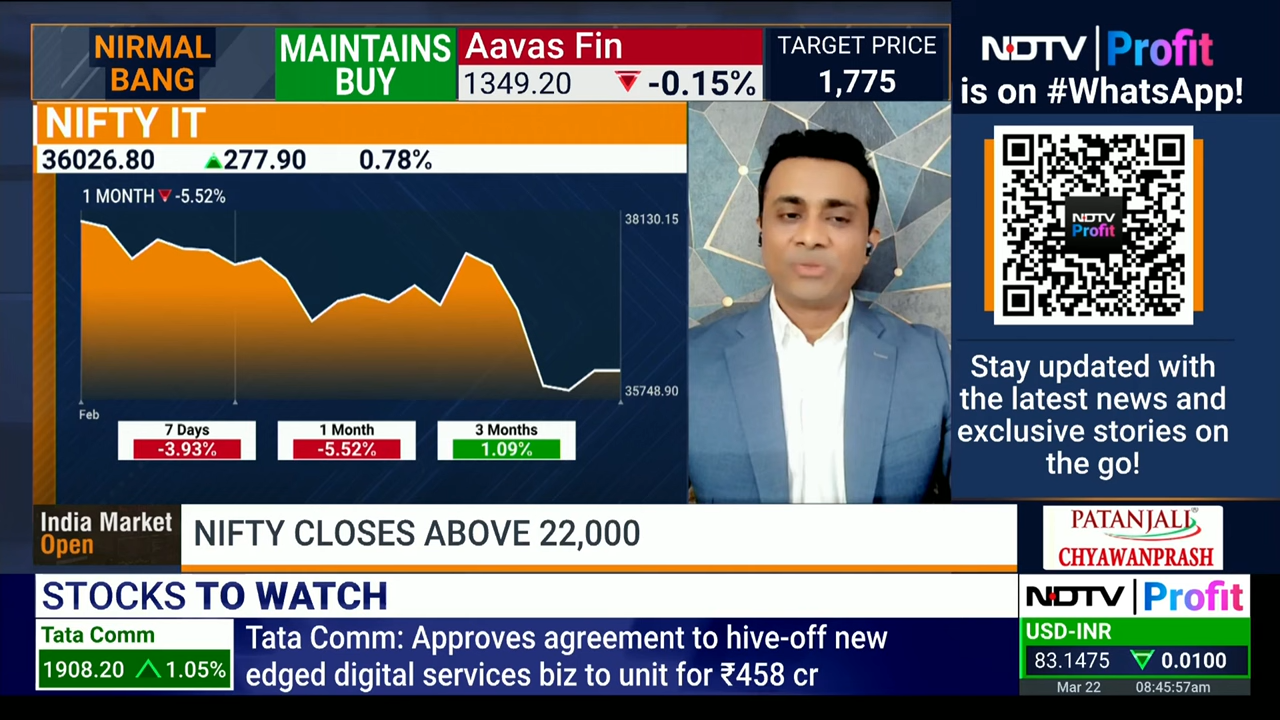 NIRMAL
BANG
MAINTAINS
BUY
Aavas Fin
1349.20 ▼ -0.15%
TARGET PRICE
1,775
NDTV | Profit
is on #WhatsApp!
NIFTY IT
36026.80 ▲277.90 0.78%
1 MONTH ▼ -5.52%
38130.15
35748.90
Feb
7 Days
-3.93%
1 Month
-5.52%
3 Months
1.09%
NDTV
Profit
Stay updated with
the latest news and
exclusive stories on
the go!
India Market
Open
NIFTY CLOSES ABOVE 22,000
PATANJALI®
CHYAWANPRASH
STOCKS TO WATCH
NDTV | Profit
Tata Comm
1908.20 1.05%
Tata Comm: Approves agreement to hive-off new
edged digital services biz to unit for ₹458 cr
USD-INR
83.1475 ▽ 0.0100
Mar 22 08:45:57am